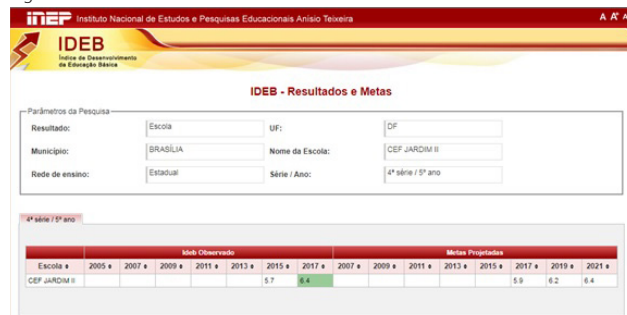 inep Instituto Nacional de Estudos e Pesquisas Educacionais Anísio Teixeira A A A
IDEB
Índice de Desenvolvimento
da Educação Básica
IDEB - Resultados e Metas
Parâmetros da Pesquisa
Resultado: Escola UF: DF
Município: BRASÍLIA Nome da Escola: CEF JARDIM II
Rede de ensino: Estadual Série / Ano: 4ª série / 5º ano
4ª série / 5º ano
Ideb Observado Metas Projetadas
Escola 2005 2007 2009 2011 2013 2015 2017 2007 2009 2011 2013 2015 2017 2019 2021
CEF JARDIM II 5.7 6.4 5.9 6.2 6.4